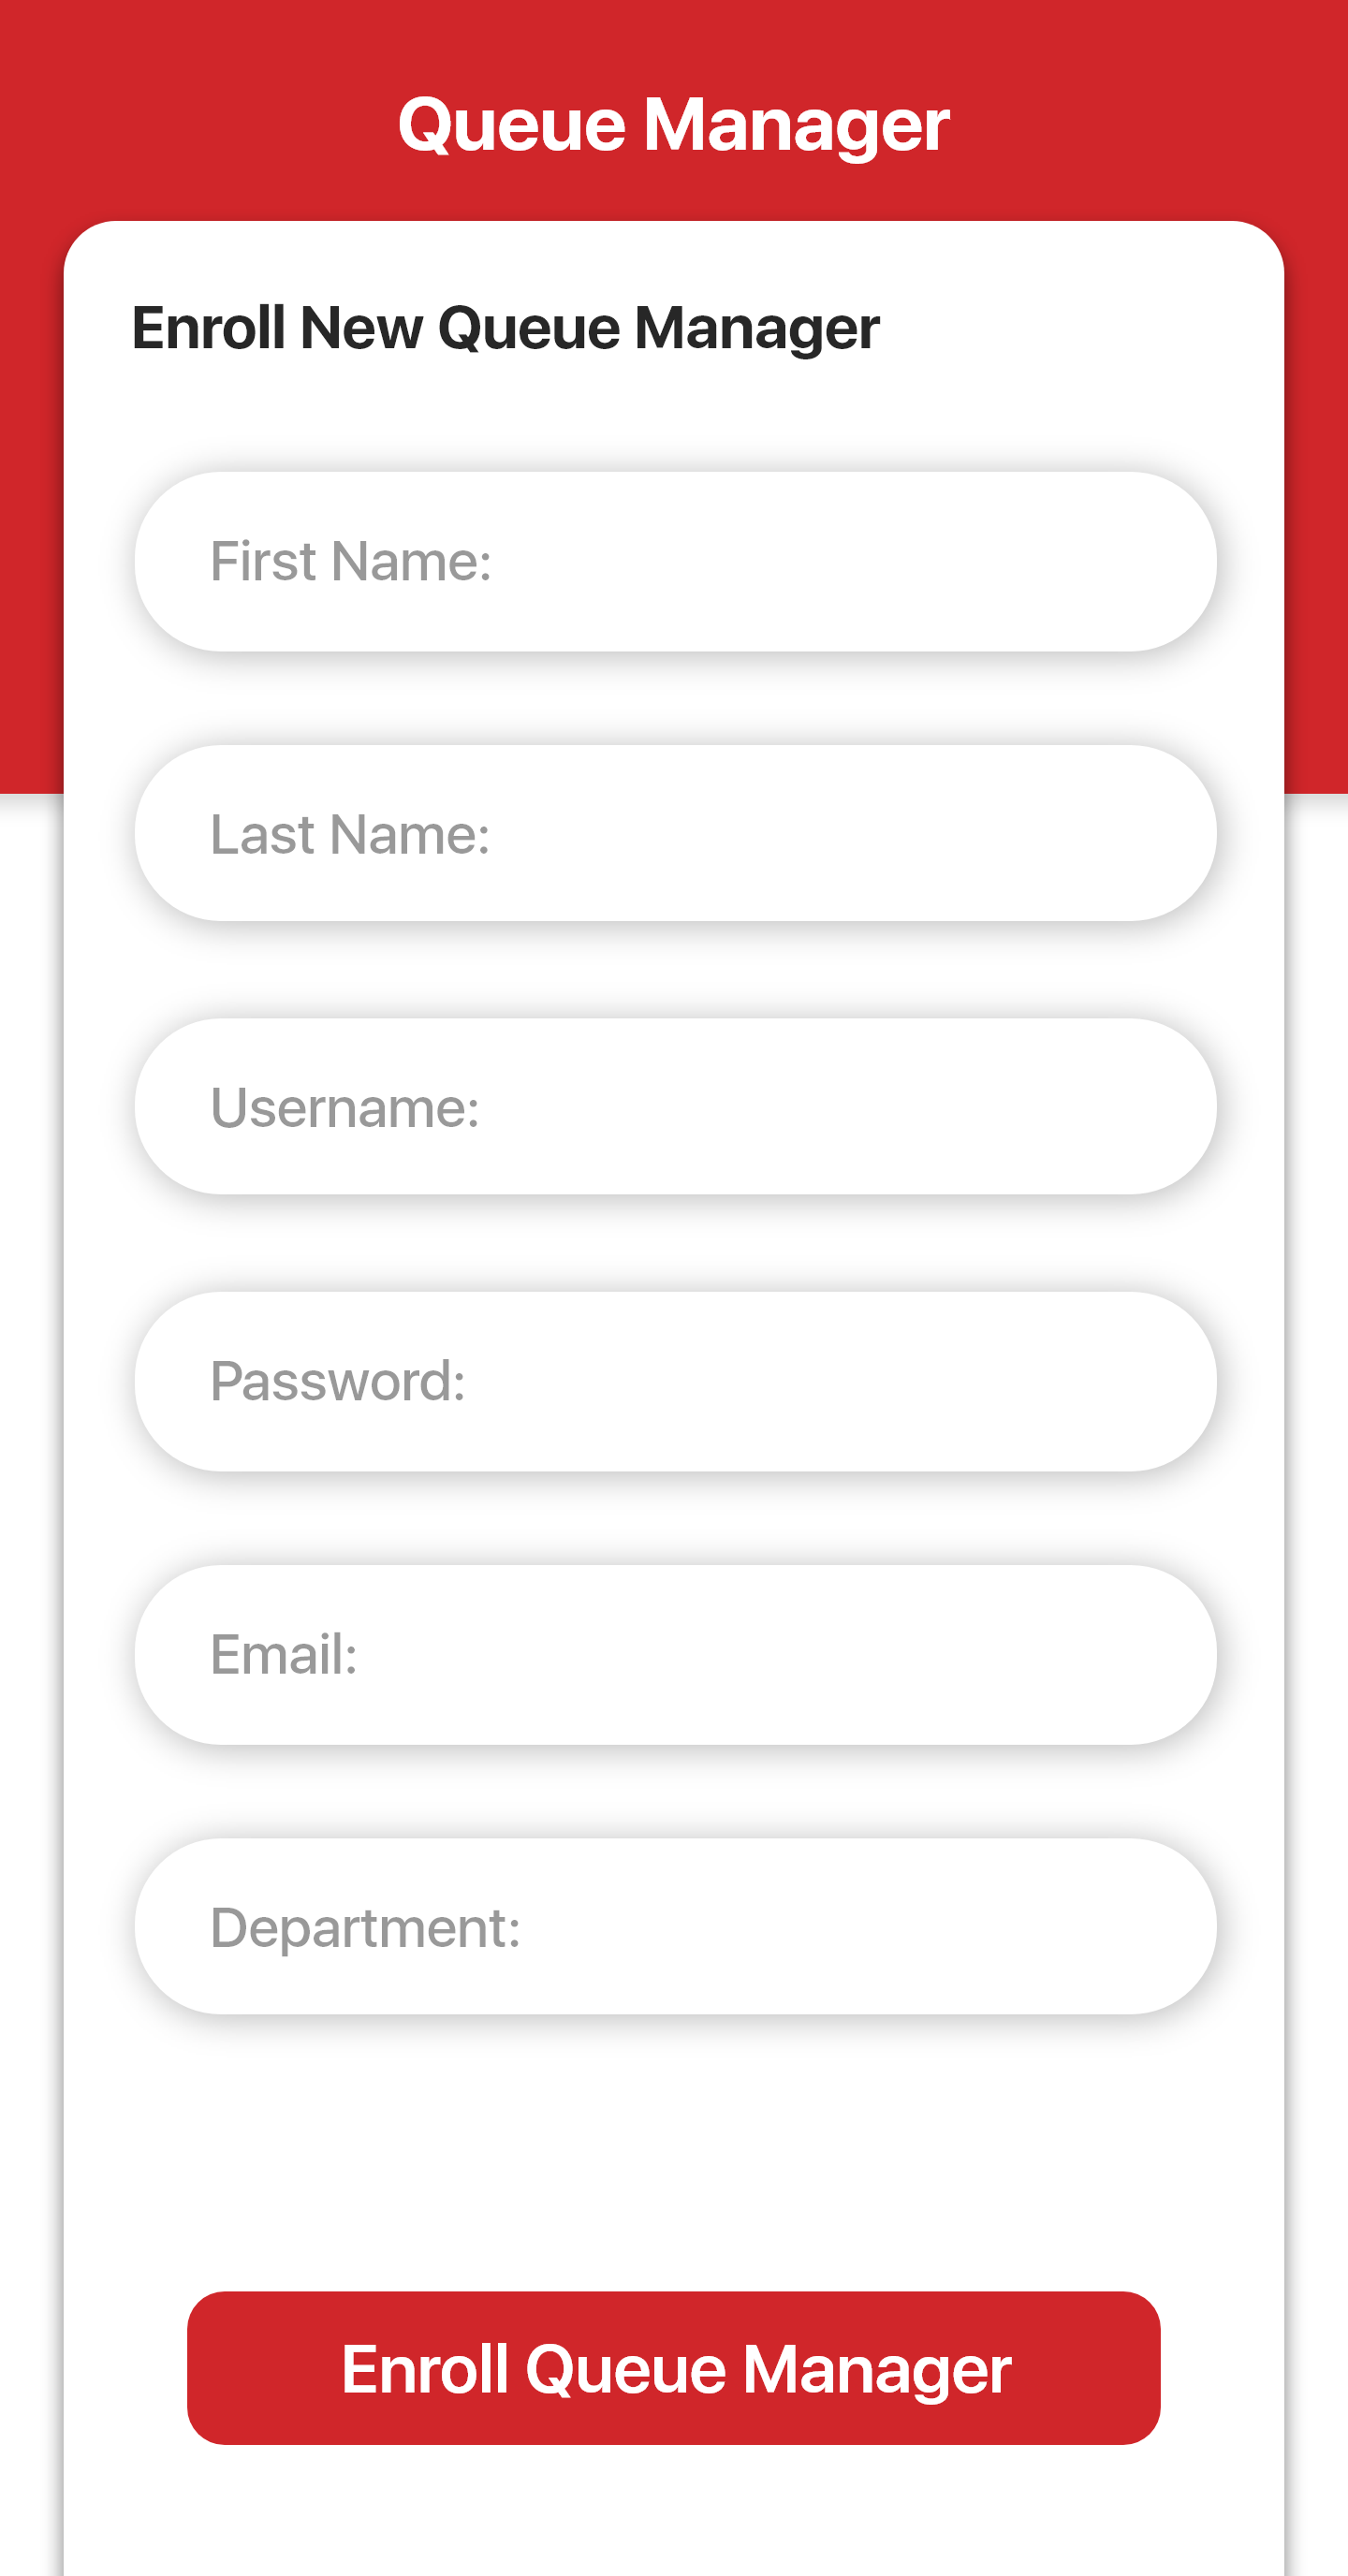 Queue Manager
Enroll New Queue Manager
First Name:
Last Name:
Username:
Password:
Email:
Department:
Enroll Queue Manager